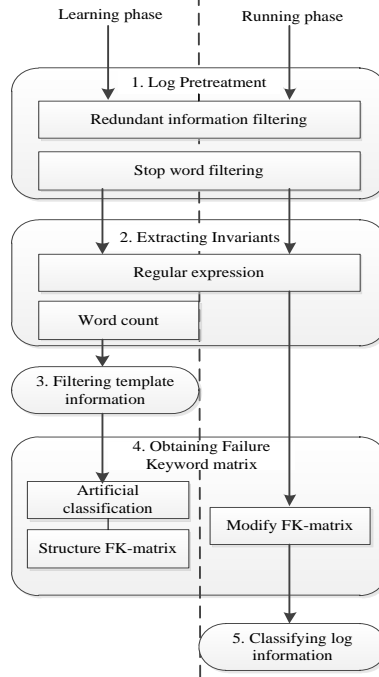 Learning phase
Running phase
1. Log Pretreatment
Redundant information filtering
Stop word filtering
2. Extracting Invariants
Regular expression
Word count
3. Filtering template
information
4. Obtaining Failure
Keyword matrix
Artificial
classification
Structure FK-matrix
Modify FK-matrix
5. Classifying log
information